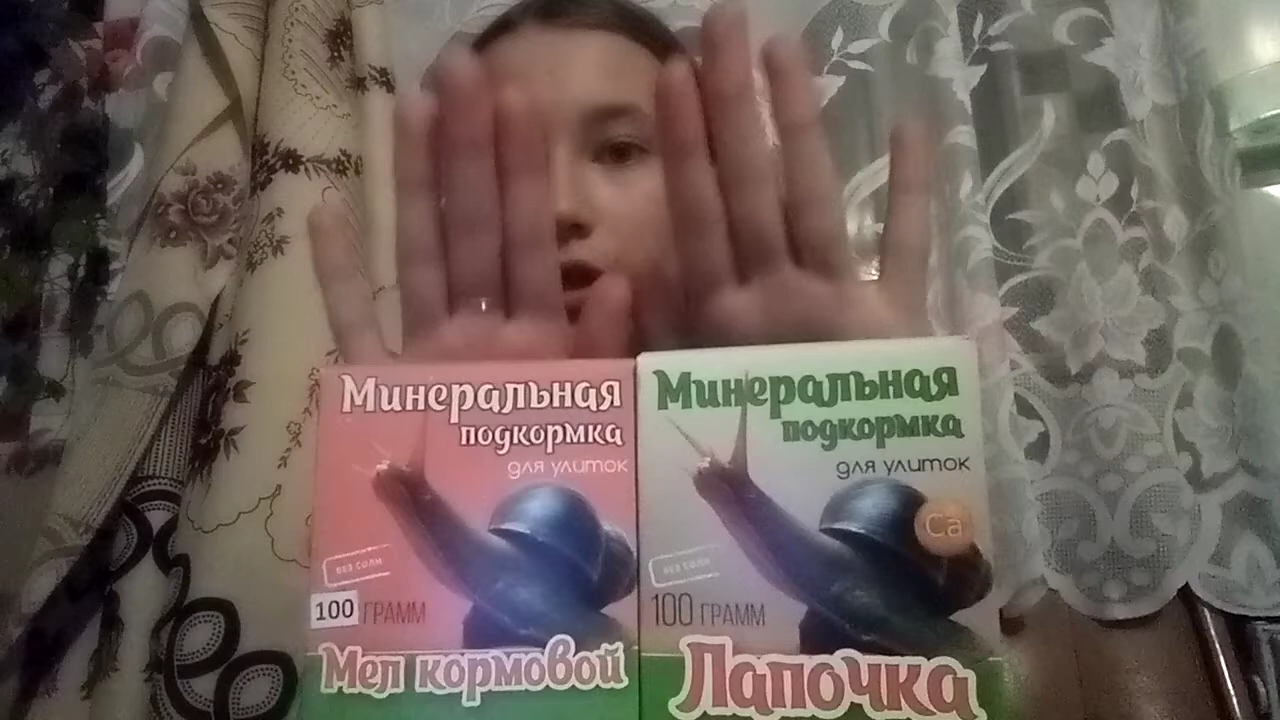 Минеральная
подкормка
для улиток
БЕЗ СОЛИ
100 ГРАММ
Мел кормовой
Минеральная
подкормка
для улиток
Ca
БЕЗ СОЛИ
100 ГРАММ
Лапочка